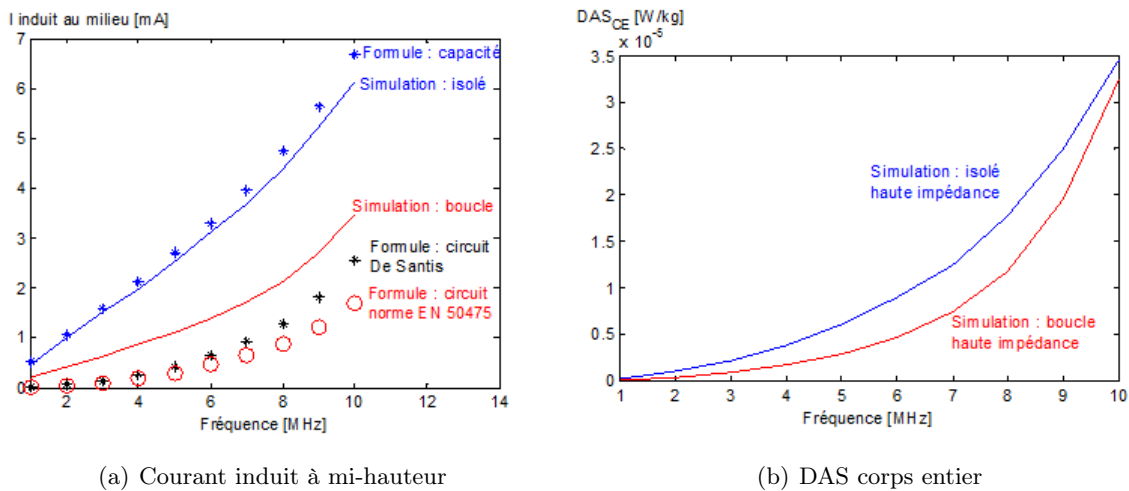 I induit au milieu [mA]
7
6
5
4
3
2
1
0
2
4
6
8
10
12
14
Fréquence [MHz]
Formule : capacité
Simulation : isolé
Simulation : boucle
Formule : circuit
De Santis
Formule : circuit
norme EN 50475
(a) Courant induit à mi-hauteur
DAS_CE [W/kg]
x 10^-5
3.5
3
2.5
2
1.5
1
0.5
0
1
2
3
4
5
6
7
8
9
10
Fréquence [MHz]
Simulation : isolé
haute impédance
Simulation : boucle
haute impédance
(b) DAS corps entier